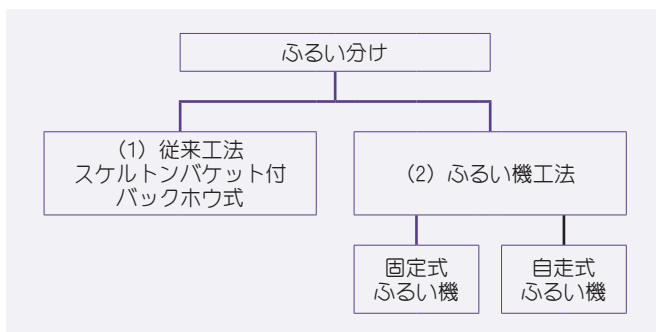 ふるい分け
(1) 従来工法
スケルトンバケット付
バックホウ式
(2) ふるい機工法
固定式
ふるい機
自走式
ふるい機